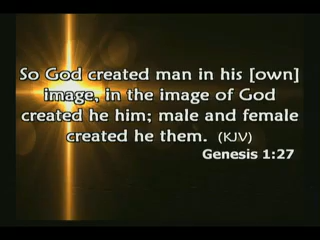 So God created man in his [own]
image, in the image of God
created he him; male and female
created he them. (KJV)
Genesis 1:27